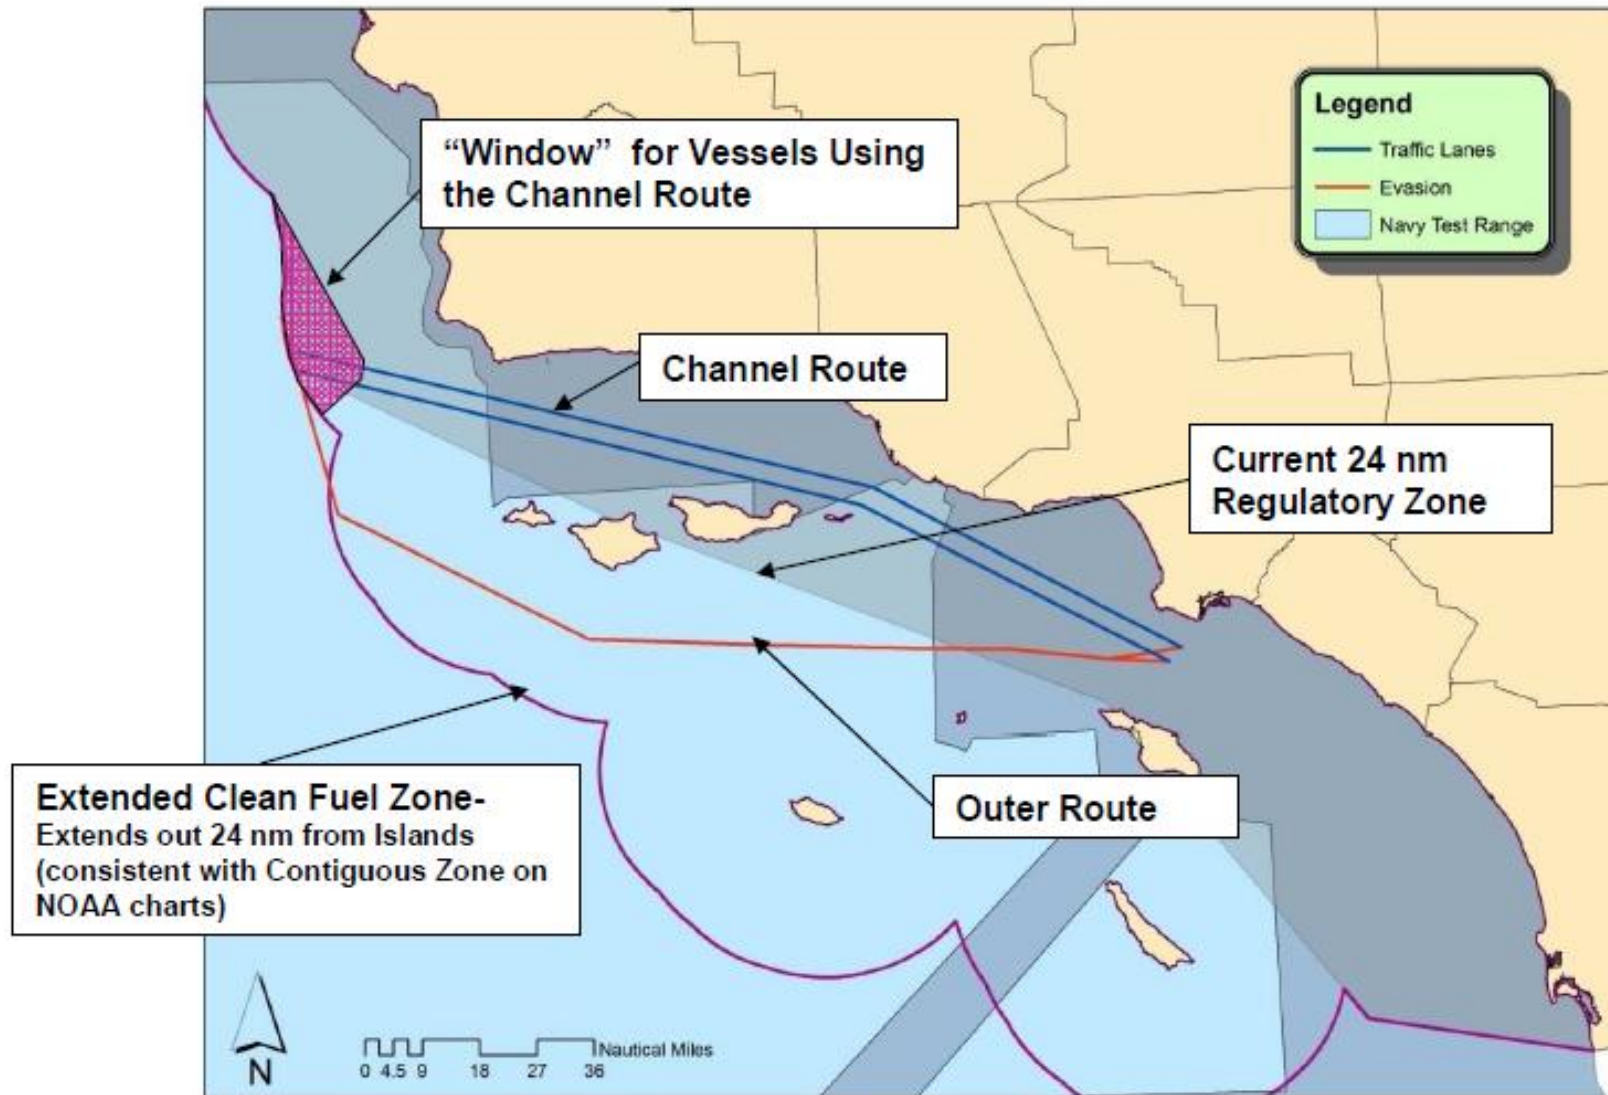 Legend
Traffic Lanes
Evasion
Navy Test Range
“Window” for Vessels Using
the Channel Route
Channel Route
Current 24 nm
Regulatory Zone
Extended Clean Fuel Zone-
Extends out 24 nm from Islands
(consistent with Contiguous Zone on
NOAA charts)
Outer Route
N
Nautical Miles
0 4.5 9 18 27 36